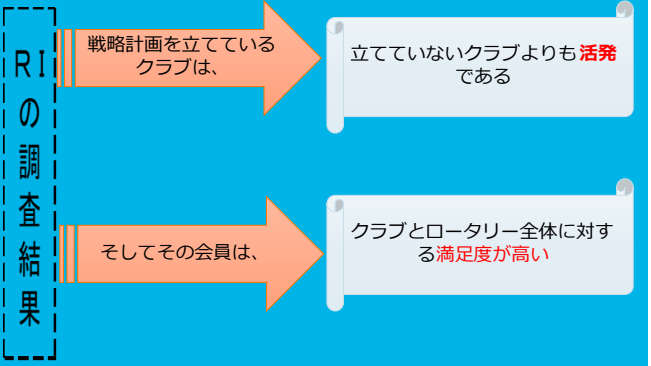 RIの調査結果
戦略計画を立てている
クラブは、
立てていないクラブよりも活発
である
そしてその会員は、
クラブとロータリー全体に対す
る満足度が高い